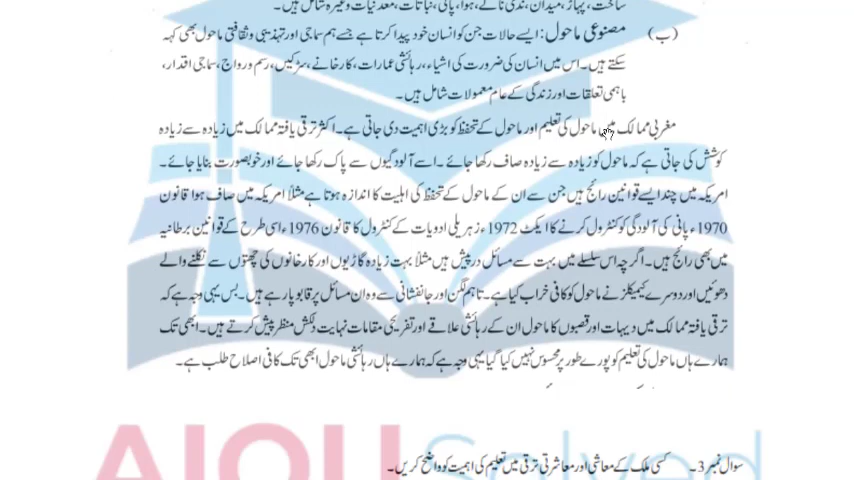 ساخت، پہاڑ، میدان، ندی نالے، ہوا، پانی، نباتات، معدنیات وغیرہ شامل ہیں۔
(ب) مصنوعی ماحول: ایسے حالات جن کو انسان خود پیدا کرتا ہے جسے ہم سماجی اور تہذیبی و ثقافتی ماحول بھی کہہ
سکتے ہیں۔ اس میں انسان کی ضرورت کی اشیاء، رہائشی عمارات، کارخانے، سڑکیں، رسم و رواج، سماجی اقدار،
باہمی تعلقات اور زندگی کے عام معمولات شامل ہیں۔
مغربی ممالک میں ماحول کی تعلیم اور ماحول کے تحفظ کو بڑی اہمیت دی جاتی ہے۔ اکثر ترقی یافتہ ممالک میں زیادہ سے زیادہ
کوشش کی جاتی ہے کہ ماحول کو زیادہ سے زیادہ صاف رکھا جائے۔ اسے آلودگیوں سے پاک رکھا جائے اور خوبصورت بنایا جائے۔
امریکہ میں چند ایسے قوانین رائج ہیں جن سے ان کے ماحول کے تحفظ کی اہلیت کا اندازہ ہوتا ہے مثلاً امریکہ میں صاف ہوا قانون
1970ء پانی کی آلودگی کو کنٹرول کرنے کا ایکٹ 1972ء زہریلی ادویات کے کنٹرول کا قانون 1976ء اسی طرح کے قوانین برطانیہ
میں بھی رائج ہیں۔ اگرچہ اس سلسلے میں بہت سے مسائل درپیش ہیں مثلاً بہت زیادہ گاڑیوں اور کارخانوں کی چھتوں سے نکلنے والے
دھوئیں اور دوسرے کیمیکلز نے ماحول کو کافی خراب کیا ہے۔ تاہم لگن اور جانفشانی سے وہ ان مسائل پر قابو پا رہے ہیں۔ بس یہی وجہ ہے کہ
ترقی یافتہ ممالک میں دیہات اور قصبوں کا ماحول ان کے رہائشی علاقے اور تفریحی مقامات نہایت دلکش منظر پیش کرتے ہیں۔ ابھی تک
ہمارے ہاں ماحول کی تعلیم کو پورے طور پر محسوس نہیں کیا گیا یہی وجہ ہے کہ ہمارے ہاں رہائشی ماحول ابھی تک کافی اصلاح طلب ہے۔
سوال نمبر 3۔ کسی ملک کے معاشی اور معاشرتی ترقی میں تعلیم کی اہمیت کو واضح کریں۔
AIOU Solved